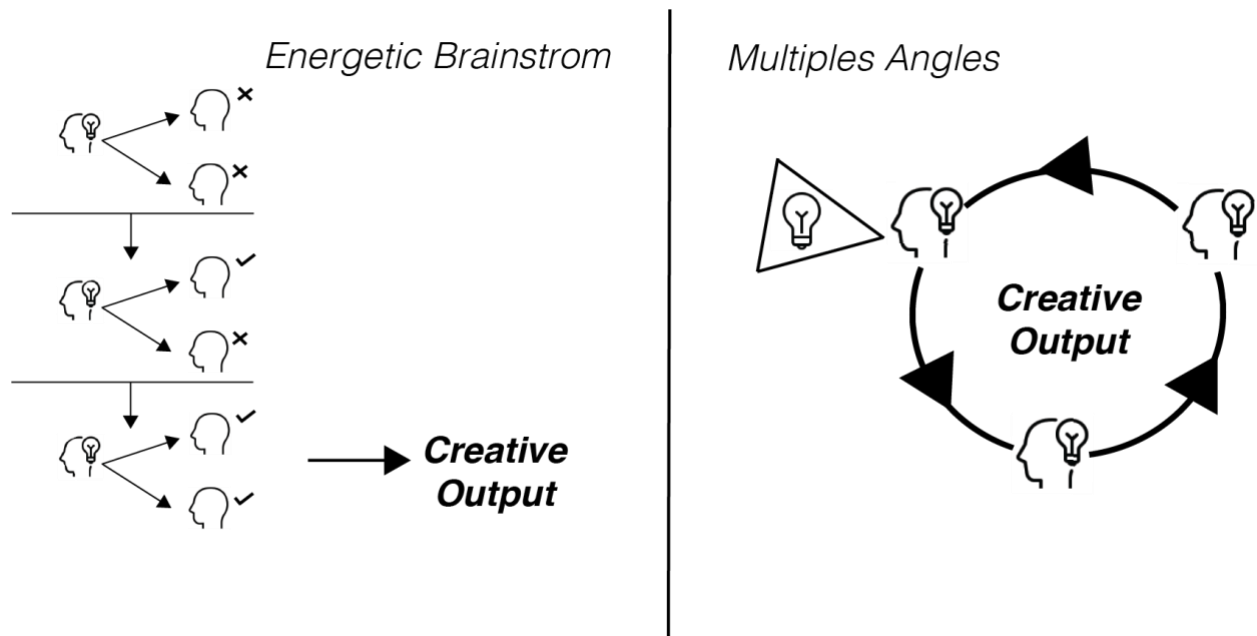 Energetic Brainstrom
Creative
Output
Multiples Angles
Creative
Output